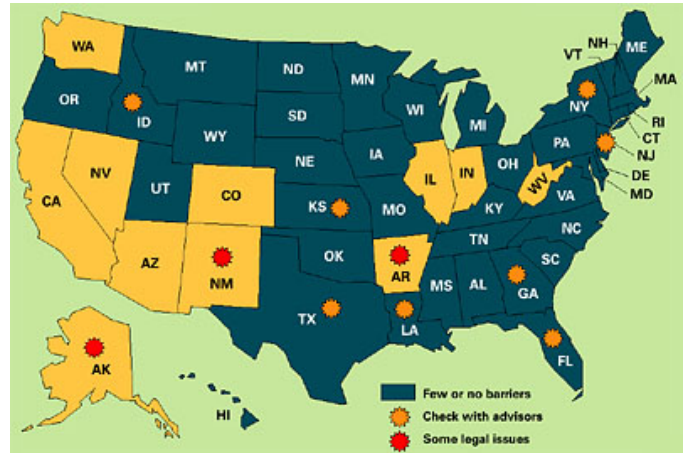 WA
MT
ND
MN
OR
ID
SD
WI
MI
WY
NE
IA
NV
UT
CO
CA
KS
MO
IL
IN
OH
WV
KY
VA
PA
NY
VT
NH
ME
MA
RI
CT
NJ
DE
MD
AZ
NM
OK
AR
TN
NC
SC
TX
LA
MS
AL
GA
FL
AK
HI
Few or no barriers
Check with advisors
Some legal issues